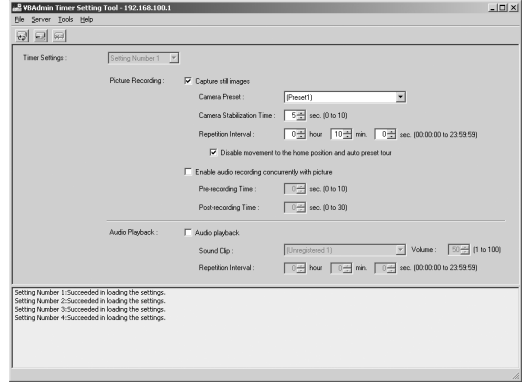 VBAdmin Timer Setting Tool - 192.168.100.1
File Server Tools Help
Timer Settings : Setting Number 1
Picture Recording : Capture still images
Camera Preset : (Preset1)
Camera Stabilization Time : 5 sec. (0 to 10)
Repetition Interval : 0 hour 10 min. 0 sec. (00:00:00 to 23:59:59)
Disable movement to the home position and auto preset tour
Enable audio recording concurrently with picture
Pre-recording Time : 0 sec. (0 to 10)
Post-recording Time : 0 sec. (0 to 30)
Audio Playback : Audio playback
Sound Clip : (Unregistered 1) Volume : 50 (1 to 100)
Repetition Interval : 0 hour 0 min. 0 sec. (00:00:00 to 23:59:59)
Setting Number 1:Succeeded in loading the settings.
Setting Number 2:Succeeded in loading the settings.
Setting Number 3:Succeeded in loading the settings.
Setting Number 4:Succeeded in loading the settings.